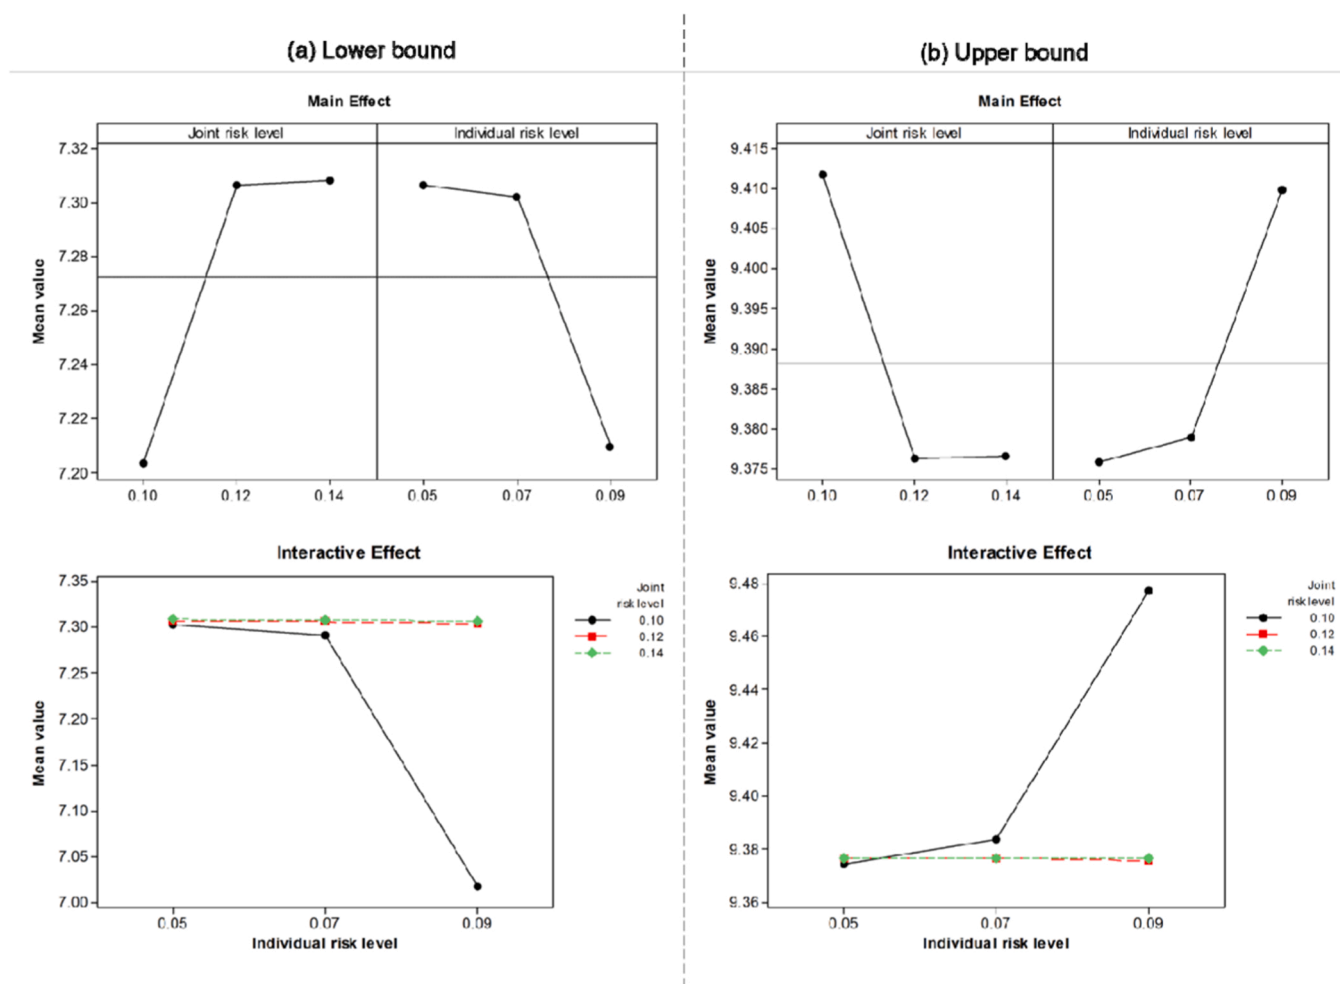 (a) Lower bound
Main Effect
Joint risk level Individual risk level
7.32
7.30
7.28
7.26
7.24
7.22
7.20
Mean value
0.10 0.12 0.14 0.05 0.07 0.09
Interactive Effect
7.35
7.30
7.25
7.20
7.15
7.10
7.05
7.00
Mean value
0.05 0.07 0.09
Individual risk level
Joint
risk level
0.10
0.12
0.14
(b) Upper bound
Main Effect
Joint risk level Individual risk level
9.415
9.410
9.405
9.400
9.395
9.390
9.385
9.380
9.375
Mean value
0.10 0.12 0.14 0.05 0.07 0.09
Interactive Effect
9.48
9.46
9.44
9.42
9.40
9.38
9.36
Mean value
0.05 0.07 0.09
Individual risk level
Joint
risk level
0.10
0.12
0.14